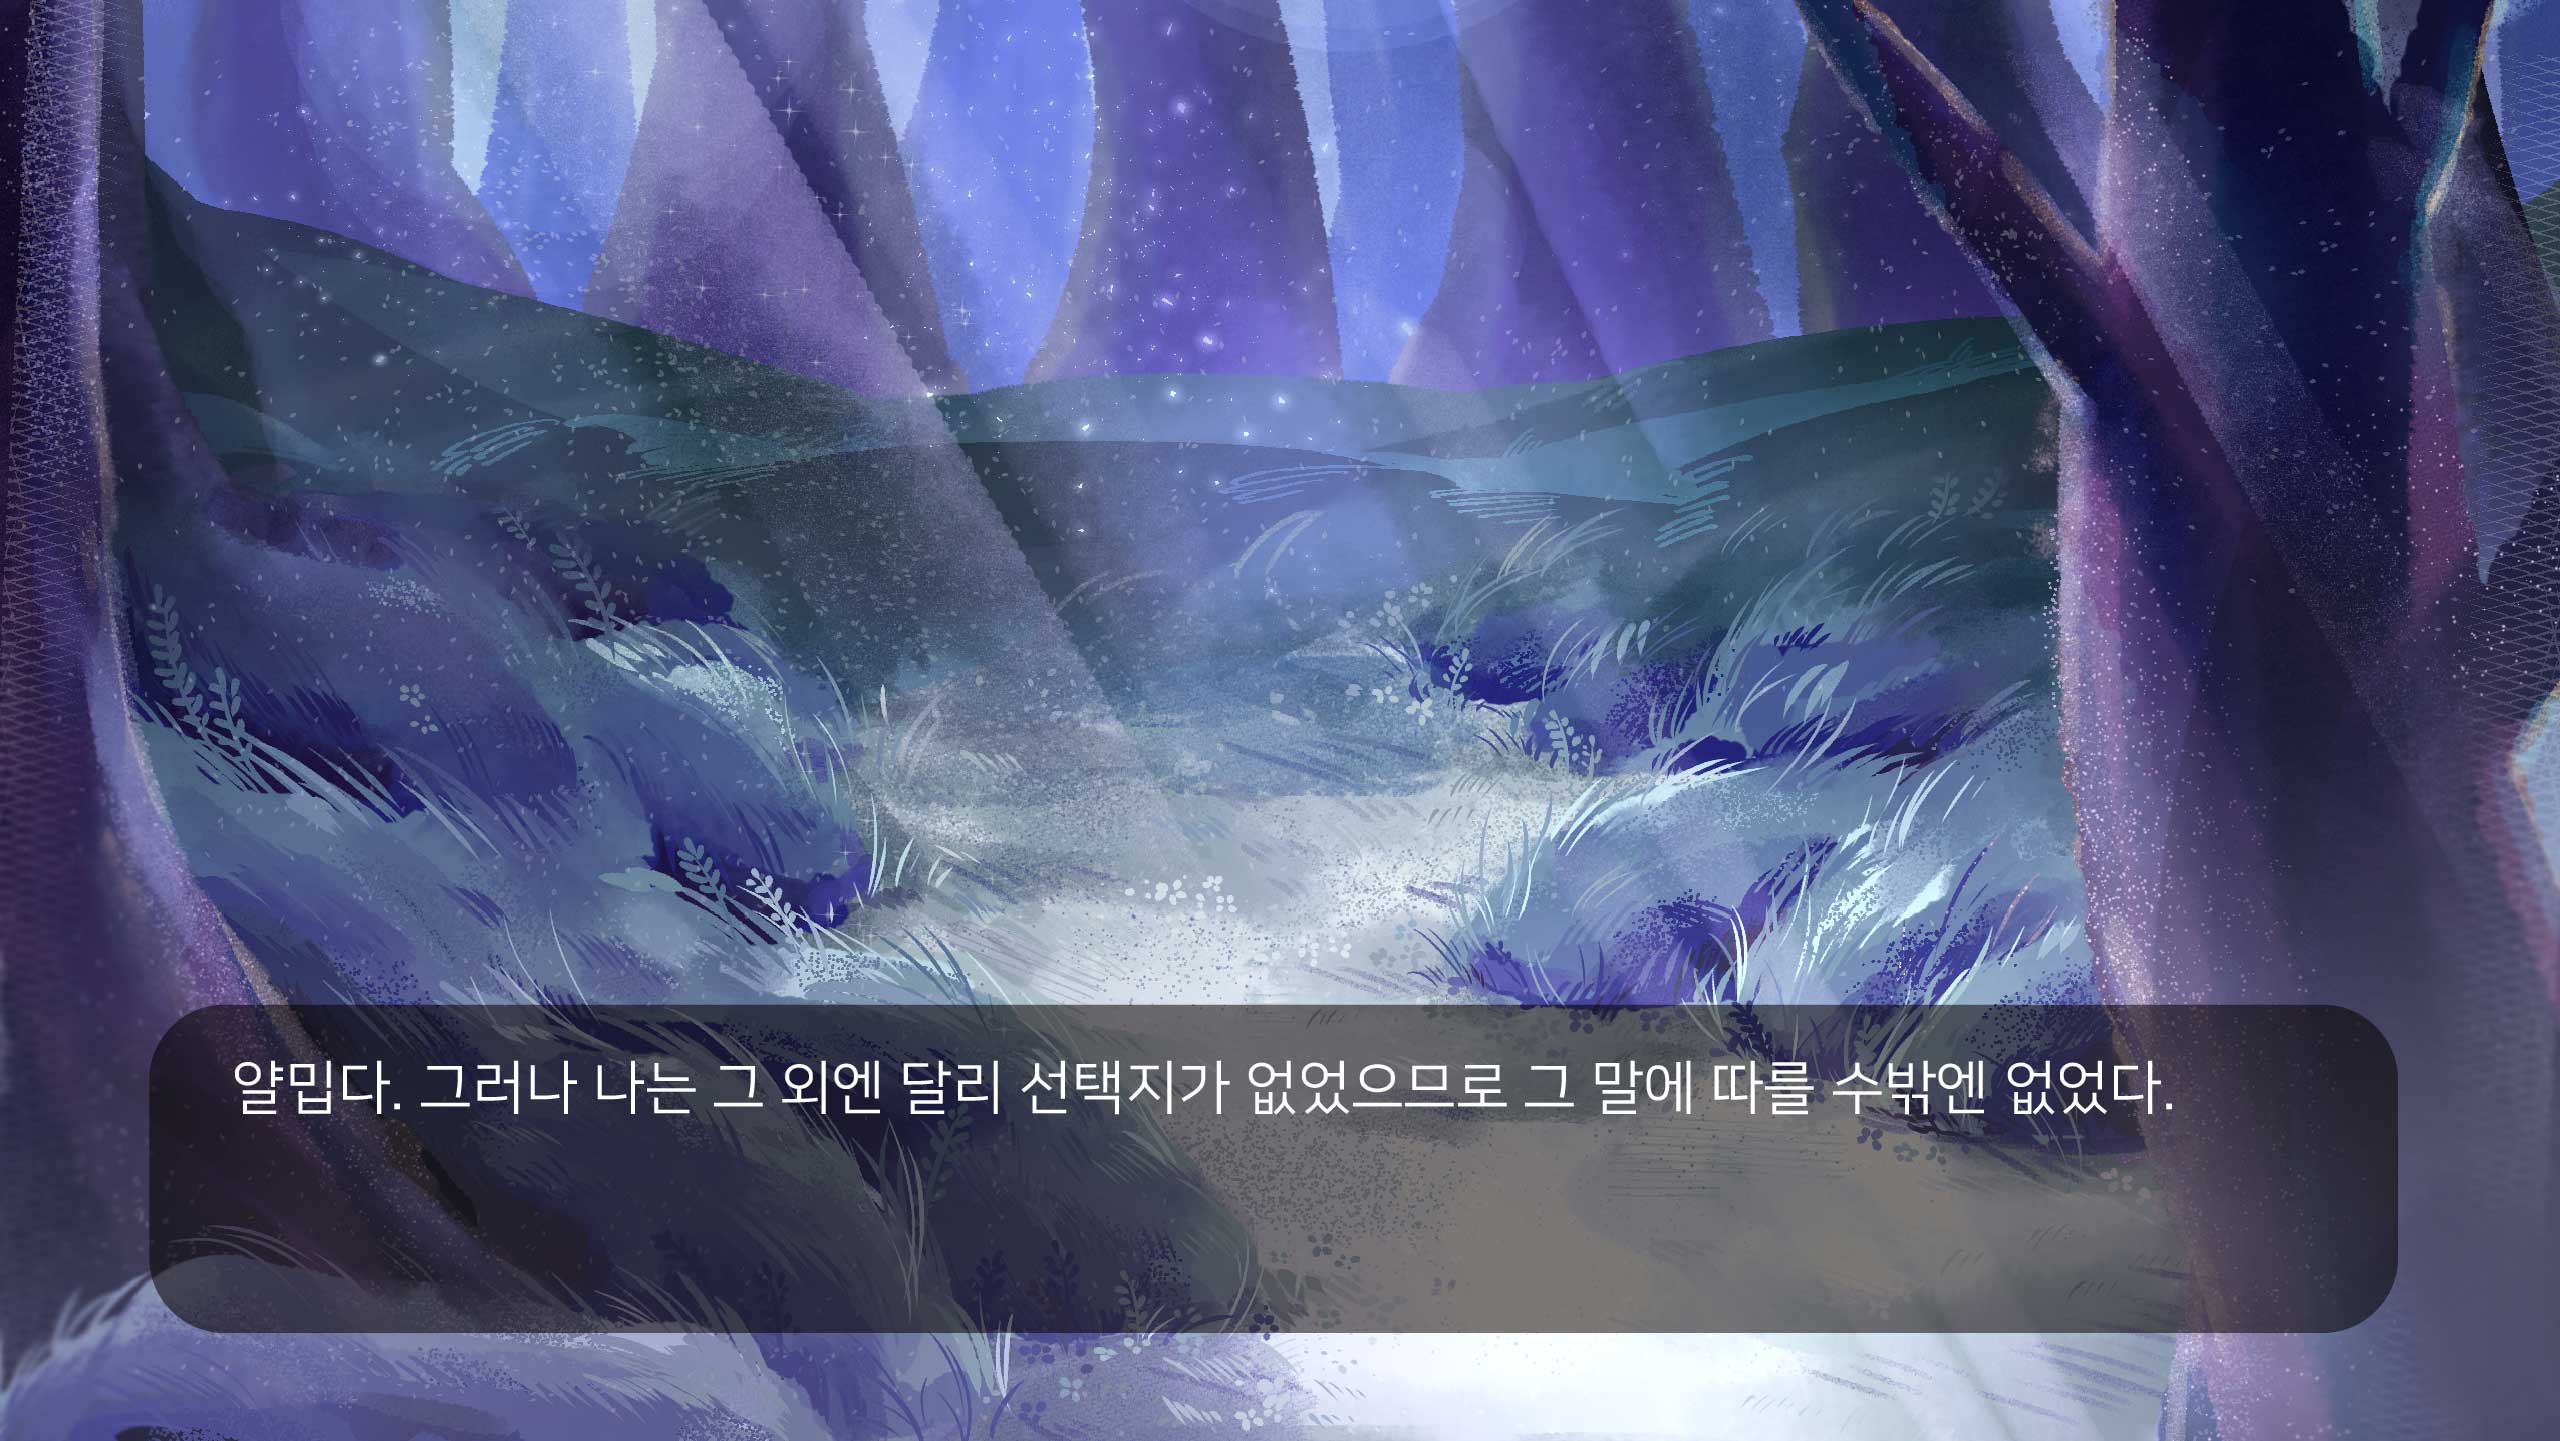 얄밉다. 그러나 나는 그 외엔 달리 선택지가 없었으므로 그 말에 따를 수밖엔 없었다.